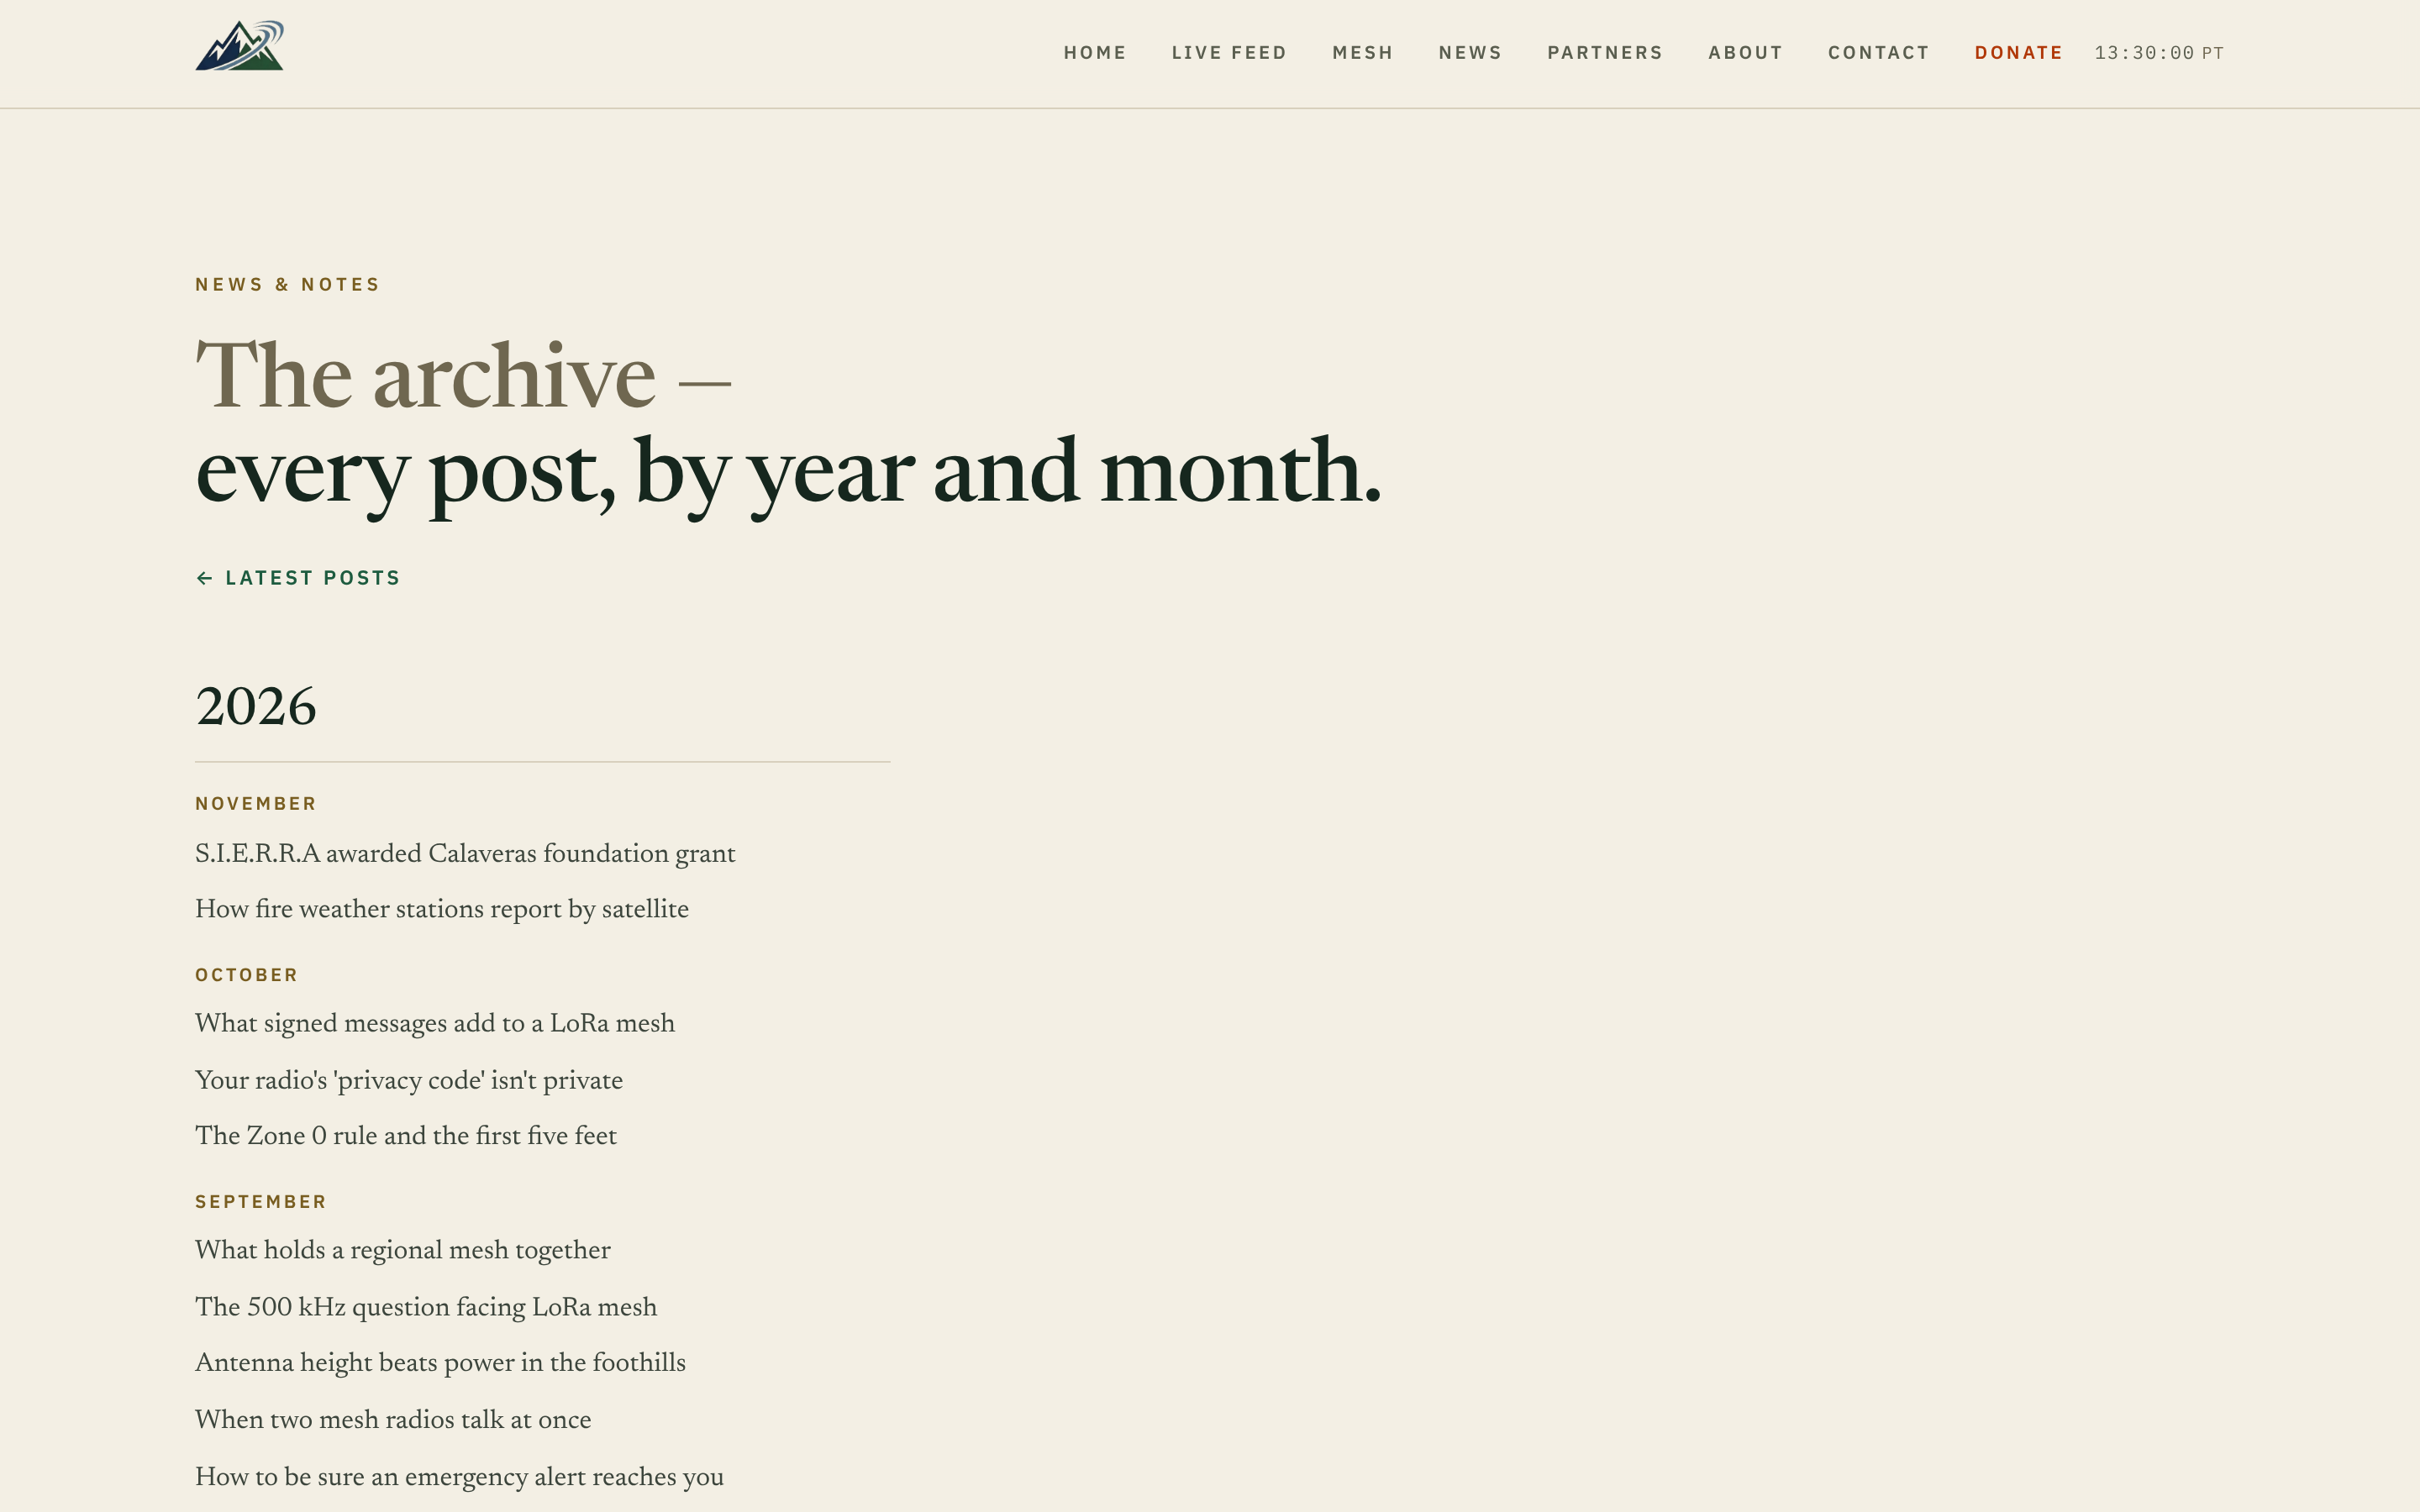 HOME LIVE FEED MESH NEWS PARTNERS ABOUT CONTACT DONATE 13:30:00 PT
NEWS & NOTES
The archive —
every post, by year and month.
← LATEST POSTS
2026
NOVEMBER
S.I.E.R.R.A awarded Calaveras foundation grant
How fire weather stations report by satellite
OCTOBER
What signed messages add to a LoRa mesh
Your radio's 'privacy code' isn't private
The Zone 0 rule and the first five feet
SEPTEMBER
What holds a regional mesh together
The 500 kHz question facing LoRa mesh
Antenna height beats power in the foothills
When two mesh radios talk at once
How to be sure an emergency alert reaches you